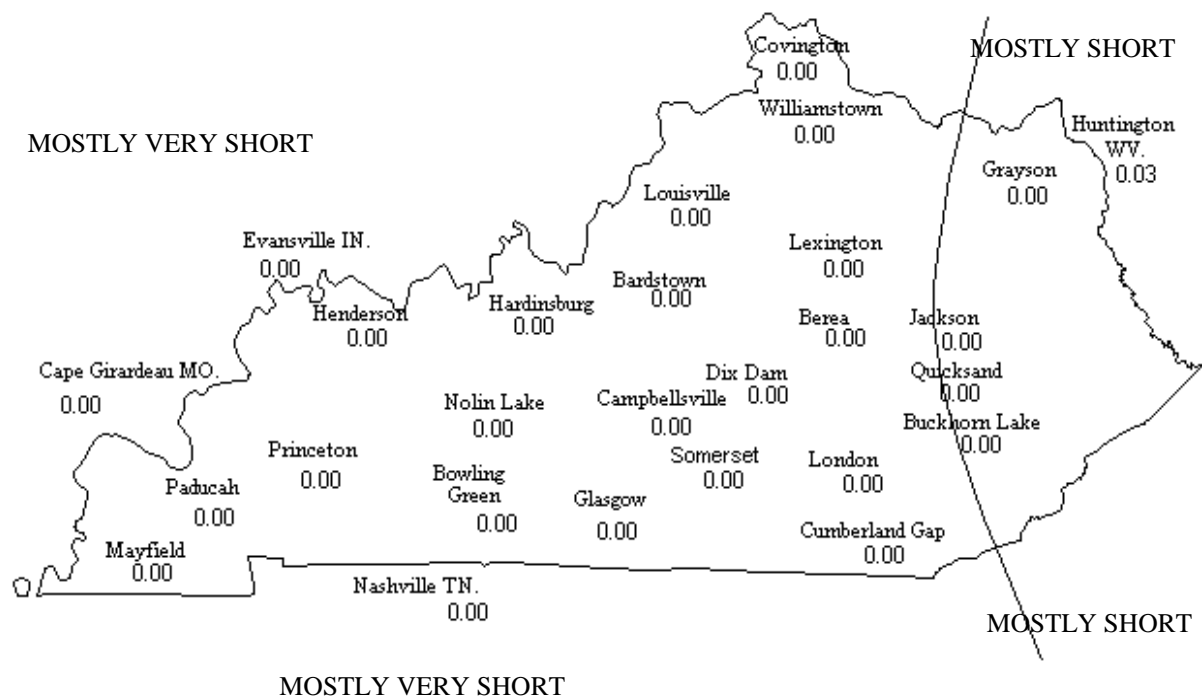 Covington
0.00
MOSTLY SHORT
Williamstown
0.00
MOSTLY VERY SHORT
Huntington
WV.
0.03
Grayson
0.00
Louisville
0.00
Evansville IN.
0.00
Lexington
0.00
Bardstown
0.00
Henderson
0.00
Hardinsburg
0.00
Berea
0.00
Jackson
0.00
Cape Girardeau MO.
0.00
Dix Dam
0.00
Quicksand
0.00
Nolin Lake
0.00
Campbellsville
0.00
Buckhorn Lake
0.00
Princeton
0.00
Somerset
0.00
London
0.00
Paducah
0.00
Bowling
Green
0.00
Glasgow
0.00
Mayfield
0.00
Cumberland Gap
0.00
Nashville TN.
0.00
MOSTLY SHORT
MOSTLY VERY SHORT